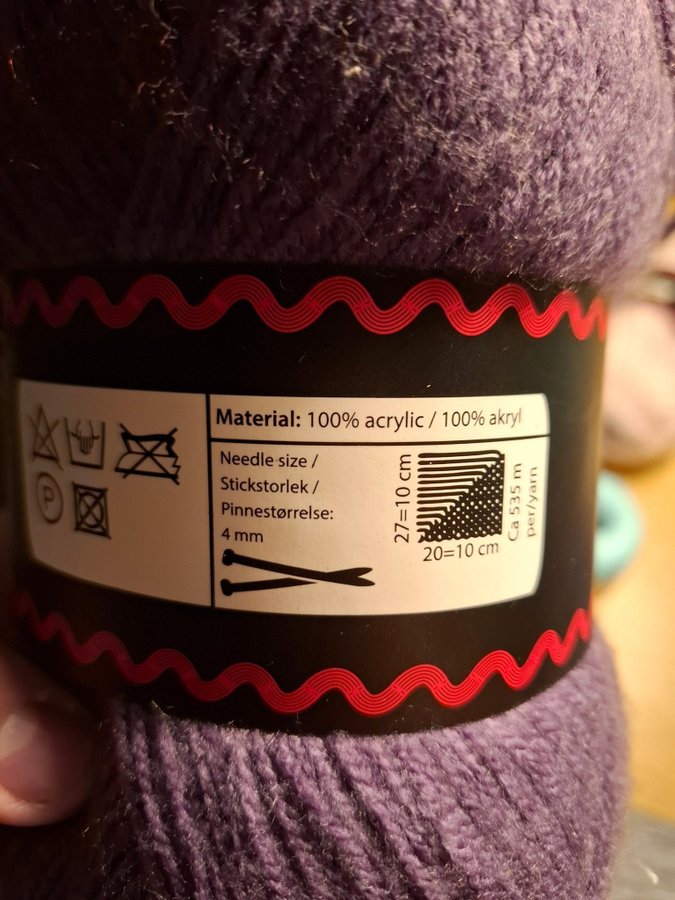 Material: 100% acrylic / 100% akryl
Needle size /
Stickstorlek /
Pinnestørrelse:
4 mm
27=10 cm
20=10 cm
Ca 535 m
per/yarn
P